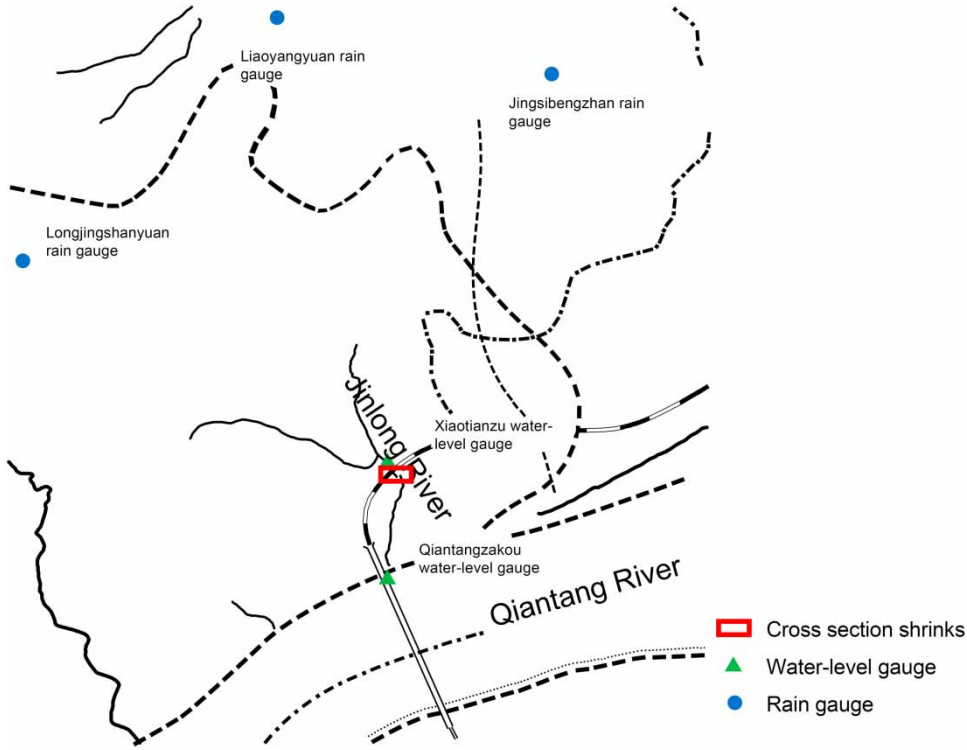 Liaoyangyuan rain
gauge
Jingsibengzhan rain
gauge
Longjingshanyuan
rain gauge
Jinlong River
Xiaotianzu water-
level gauge
Qiantangzakou
water-level gauge
Qiantang River
Cross section shrinks
Water-level gauge
Rain gauge